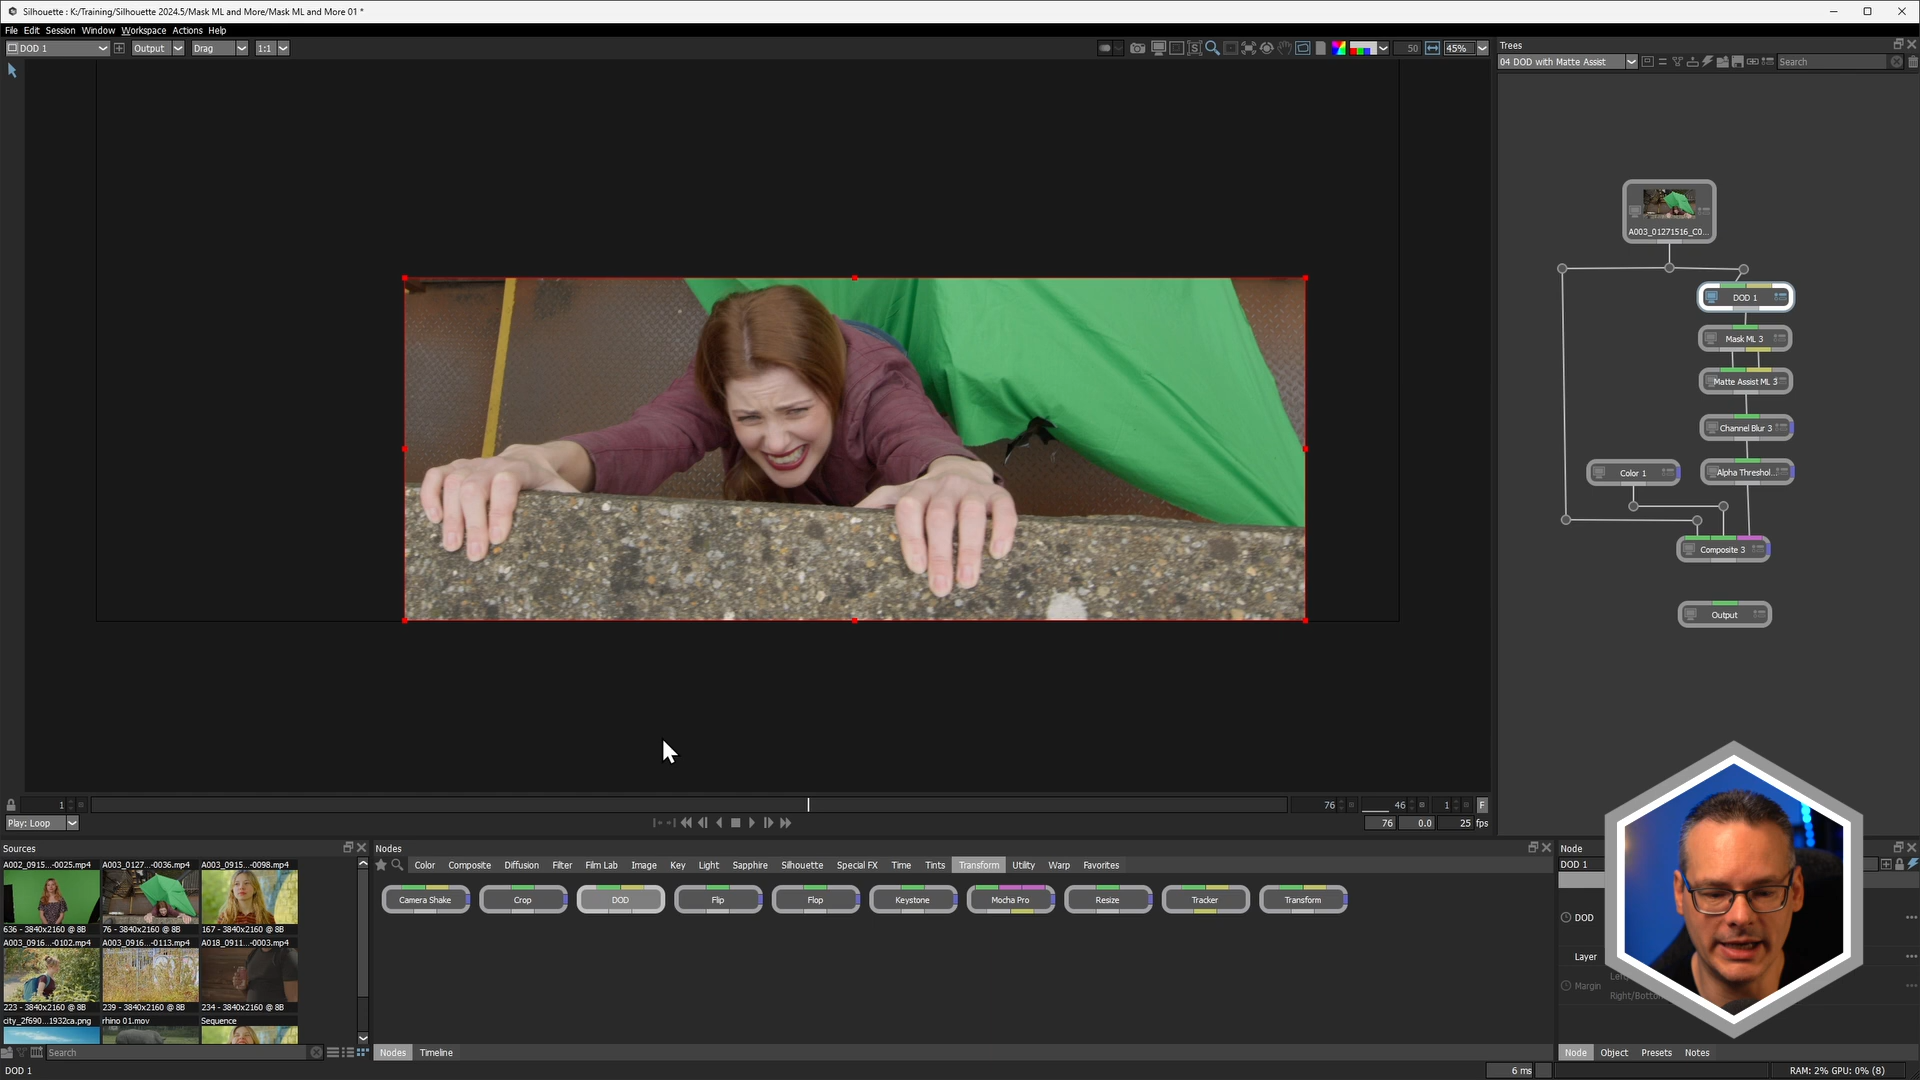 Silhouette : K:/Training/Silhouette 2024.5/Mask ML and More/Mask ML and More 01 *
File Edit Session Window Workspace Actions Help
DOD 1 Output Drag 1:1 50 45%
Trees
04 DOD with Matte Assist Search
A003_01271516_C0...
DOD 1
Mask ML 3
Matte Assist ML 3
Channel Blur 3
Color 1
Alpha Threshol...
Composite 3
Output
1 76 46 1 F
Play: Loop 76 0.0 25 fps
Sources
A002_0915...-0025.mp4 A003_0127...-0036.mp4 A003_0915...-0098.mp4
636 - 3840x2160 @ 8B 76 - 3840x2160 @ 8B 167 - 3840x2160 @ 8B
A003_0916...-0102.mp4 A003_0916...-0113.mp4 A018_0911...-0003.mp4
223 - 3840x2160 @ 8B 239 - 3840x2160 @ 8B 234 - 3840x2160 @ 8B
city_2f690...1932ca.png rhino 01.mov Sequence
Search
Nodes
Color Composite Diffusion Filter Film Lab Image Key Light Sapphire Silhouette Special FX Time Tints Transform Utility Warp Favorites
Camera Shake Crop DOD Flip Flop Keystone Mocha Pro Resize Tracker Transform
Nodes Timeline
Node
DOD 1
DOD
Layer
Margin
Right/Bottom
Node Object Presets Notes
DOD 1 6 ms RAM: 2% GPU: 0% (8)